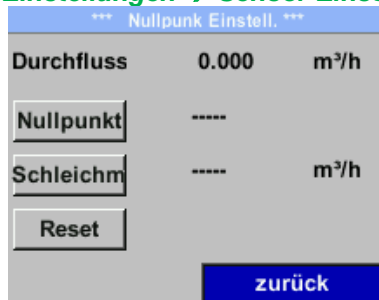 *** Nullpunk Einstell. ***
Durchfluss 0.000 m³/h
Nullpunkt -----
Schleichm ----- m³/h
Reset
zurück